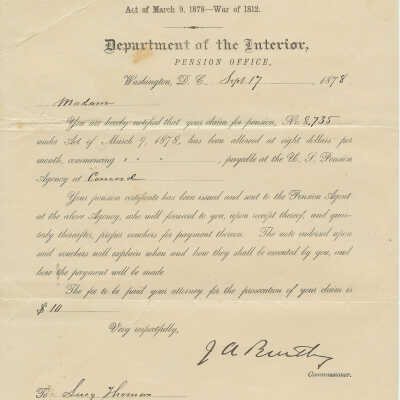 Act of March 9, 1878—War of 1812.
Department of the Interior,
PENSION OFFICE,
Washington, D. C. Sept. 17 1878
Madam
You are hereby notified that your claim for pension, No 8,735
under Act of March 9, 1878, has been allowed at eight dollars per
month, commencing " " " , payable at the U. S. Pension
Agency at Concord
Your pension certificate has been issued and sent to the Pension Agent
at the above Agency, who will forward to you, upon receipt thereof, and quar-
terly thereafter, proper vouchers for payment thereon. The note endorsed upon
said vouchers will explain when and how they shall be executed by you, and
how the payment will be made.
The fee to be paid your attorney for the prosecution of your claim is
$ 10
Very respectfully,
J A Bentley
Commissioner.
To: Lucy Thomas